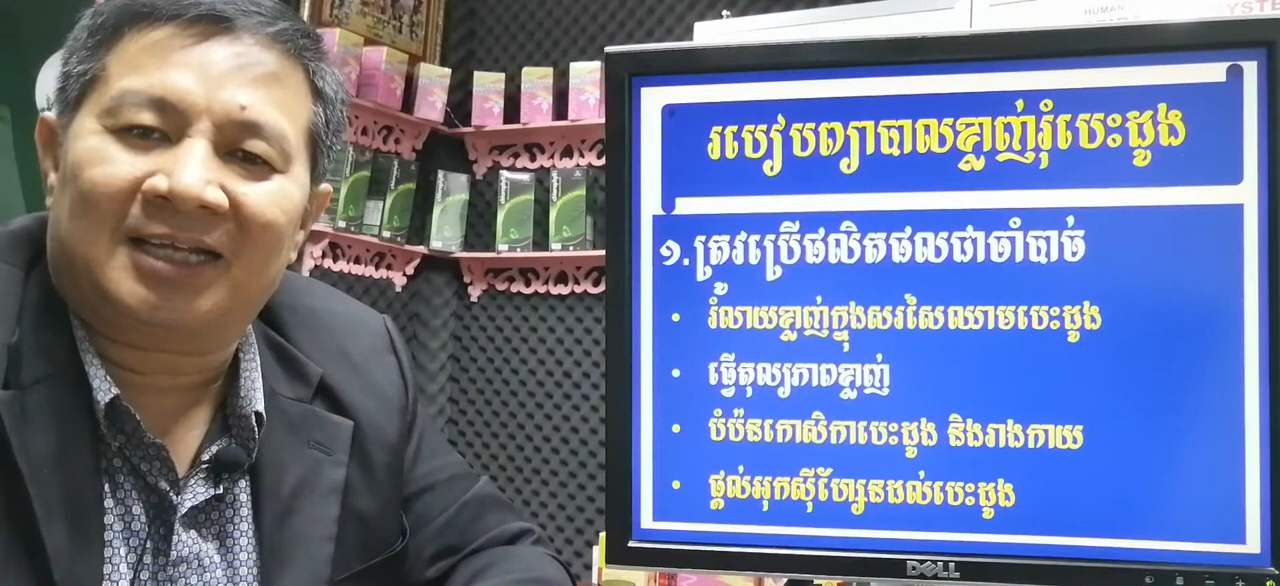 HUMAN
SYSTE
របៀបព្យាបាលខ្លាញ់រុំបេះដូង
១.ត្រូវប្រើផលិតផលជាចាំបាច់
• រំលាយខ្លាញ់ក្នុងសរសៃឈាមបេះដូង
• ធ្វើតុល្យភាពខ្លាញ់
• បំប៉នកោសិកាបេះដូង និងរាងកាយ
• ផ្តល់អុកស៊ីហ្សែនដល់បេះដូង
DELL